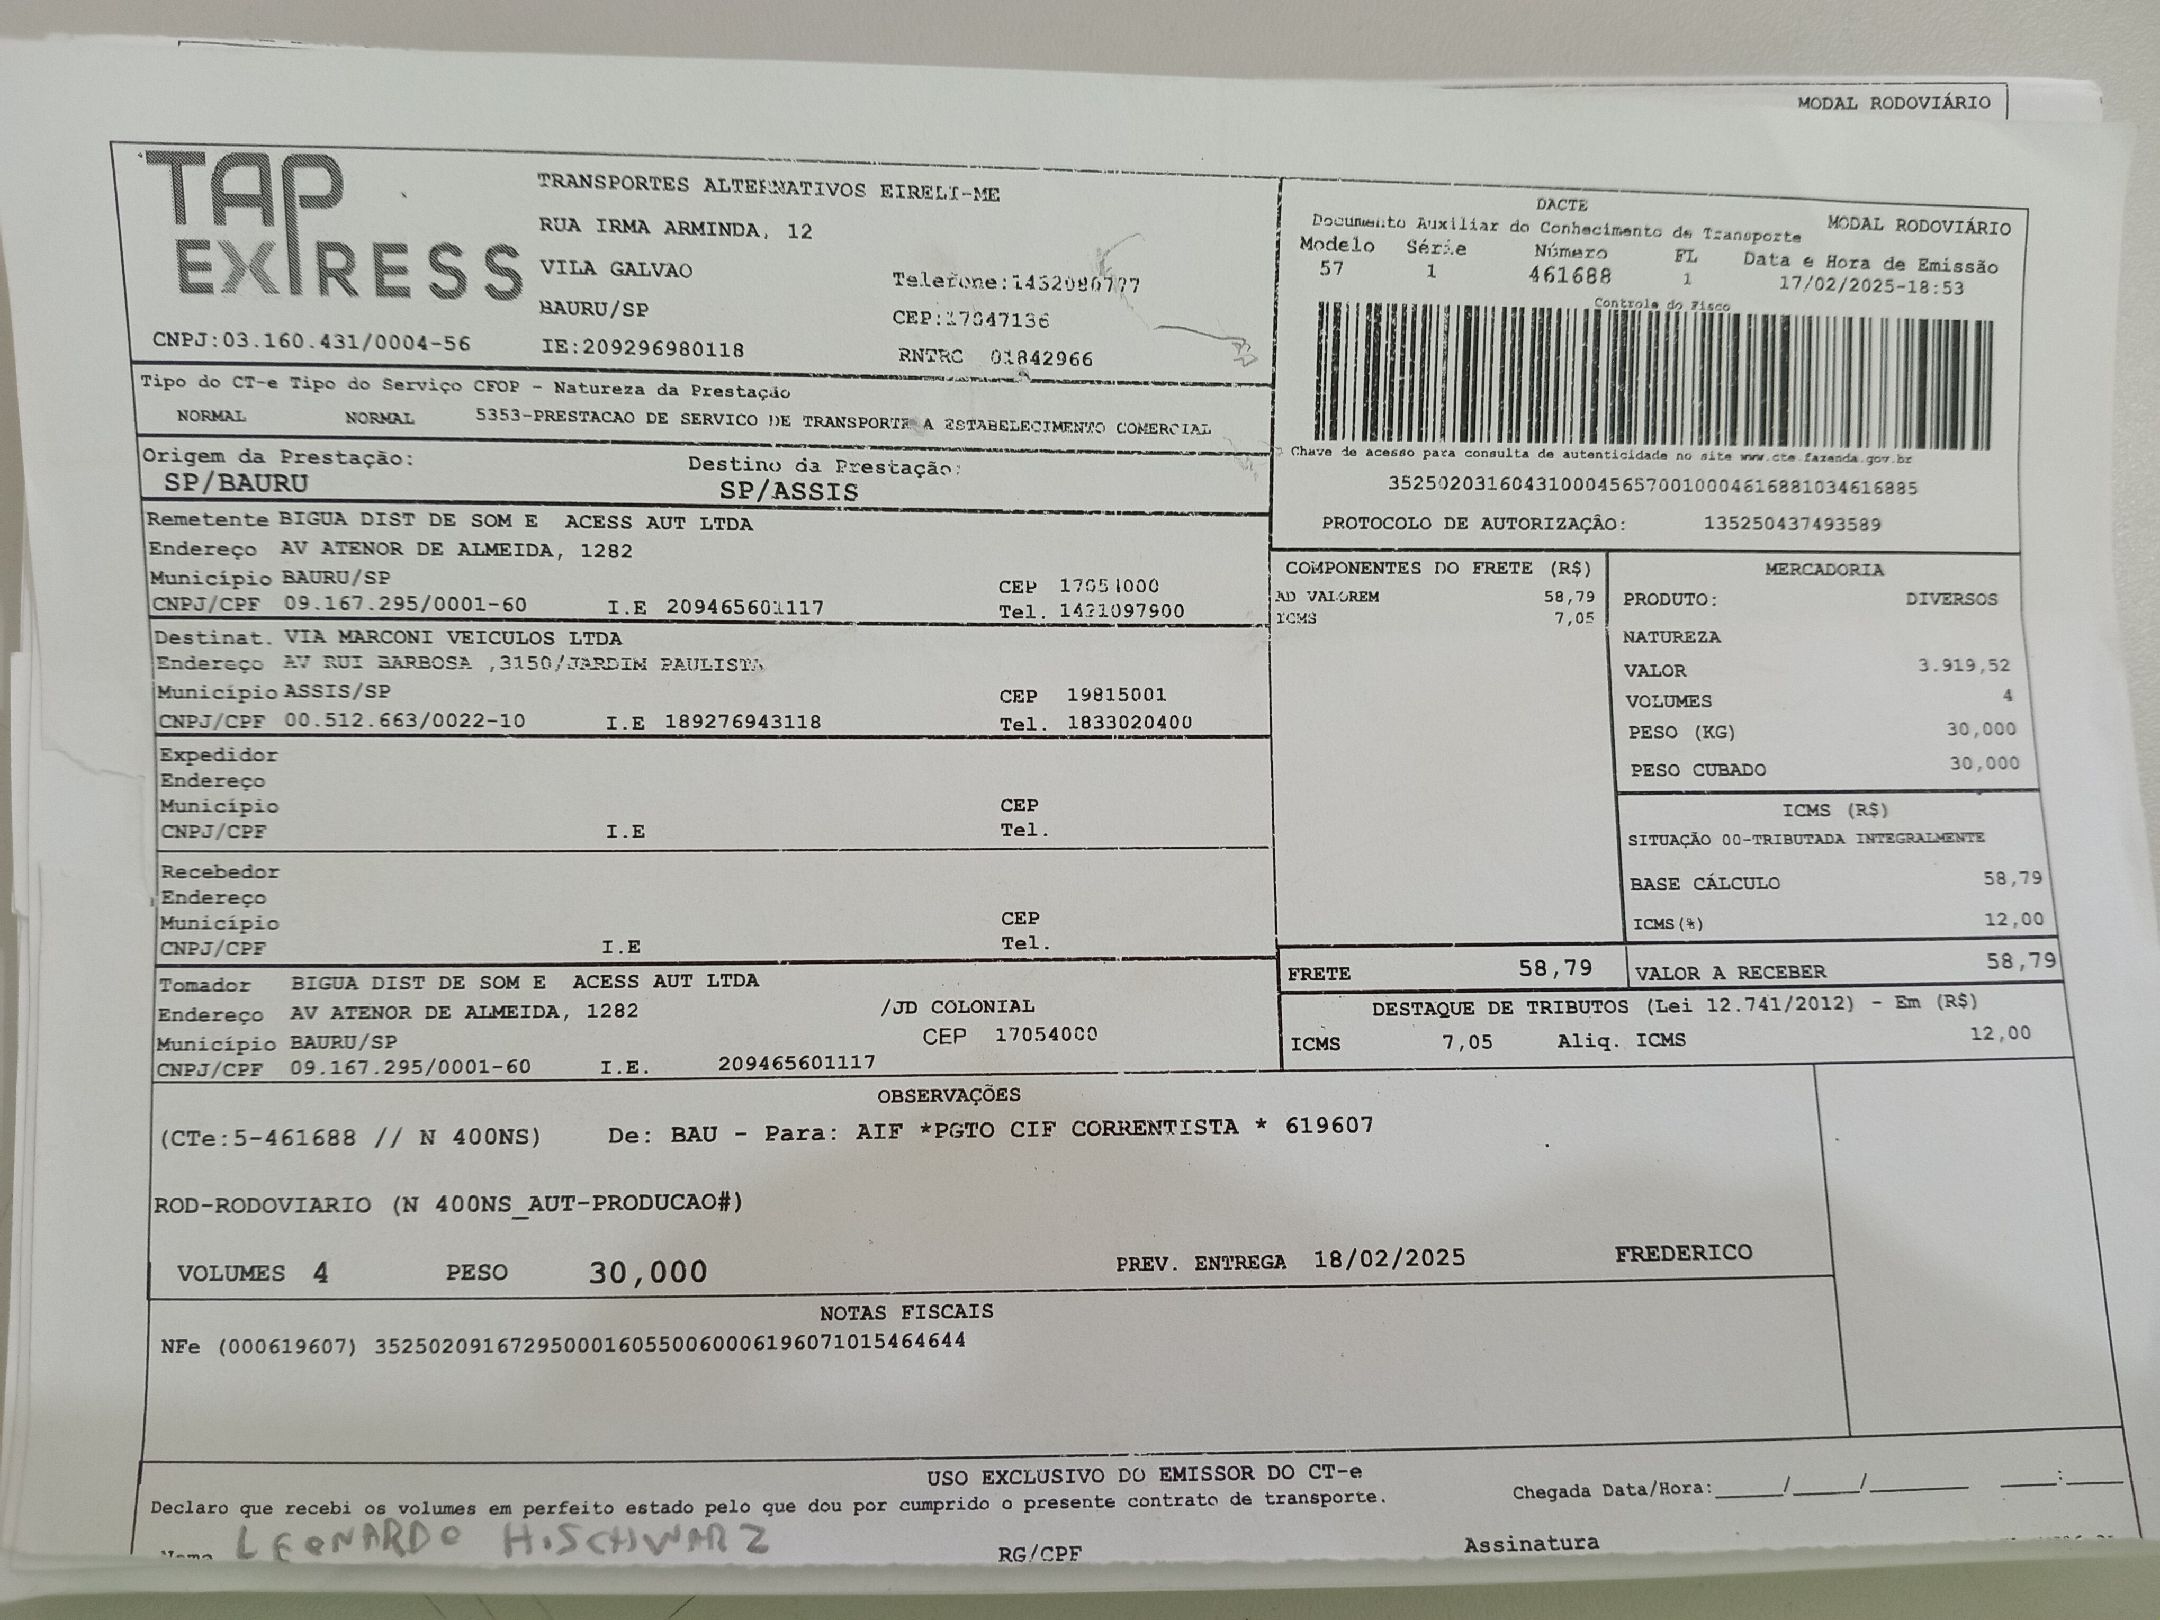 MODAL RODOVIÁRIO
TAP
EXPRESS
TRANSPORTES ALTERNATIVOS EIRELI-ME
RUA IRMA ARMINDA, 12
VILA GALVAO
BAURU/SP
Telefone:
CEP:17047136
CNPJ:03.160.431/0004-56
IE:209296980118
RNTRC 01842966
DACTE
MODAL RODOVIÁRIO
Documento Auxiliar do Conhecimento de Transporte
Modelo Série Número FL Data e Hora de Emissão
57 1 461688 1 17/02/2025-18:53
Controle do Fisco
Chave de acesso para consulta de autenticidade no site www.cte.fazenda.gov.br
35250203160431000456570010004616881034616885
PROTOCOLO DE AUTORIZAÇÃO: 135250437493589
Tipo do CT-e Tipo do Serviço CFOP - Natureza da Prestação
NORMAL NORMAL 5353-PRESTACAO DE SERVICO DE TRANSPORTE A ESTABELECIMENTO COMERCIAL
Origem da Prestação: Destino da Prestação:
SP/BAURU SP/ASSIS
Remetente BIGUA DIST DE SOM E ACESS AUT LTDA
Endereço AV ATENOR DE ALMEIDA, 1282
Município BAURU/SP CEP 17054000
CNPJ/CPF 09.167.295/0001-60 I.E 209465601117 Tel. 1421097900
Destinat. VIA MARCONI VEICULOS LTDA
Endereço AV RUI BARBOSA ,3150/JARDIM PAULISTA
Município ASSIS/SP CEP 19815001
CNPJ/CPF 00.512.663/0022-10 I.E 189276943118 Tel. 1833020400
Expedidor
Endereço
Município CEP
CNPJ/CPF I.E Tel.
Recebedor
Endereço
Município CEP
CNPJ/CPF I.E Tel.
Tomador BIGUA DIST DE SOM E ACESS AUT LTDA
Endereço AV ATENOR DE ALMEIDA, 1282 /JD COLONIAL
Município BAURU/SP CEP 17054000
CNPJ/CPF 09.167.295/0001-60 I.E. 209465601117
COMPONENTES DO FRETE (R$)
AD VALOREM 58,79
ICMS 7,05
MERCADORIA
PRODUTO: DIVERSOS
NATUREZA
VALOR 3.919,52
VOLUMES 4
PESO (KG) 30,000
PESO CUBADO 30,000
ICMS (R$)
SITUAÇÃO 00-TRIBUTADA INTEGRALMENTE
BASE CÁLCULO 58,79
ICMS(%) 12,00
FRETE 58,79 VALOR A RECEBER 58,79
DESTAQUE DE TRIBUTOS (Lei 12.741/2012) - Em (R$)
ICMS 7,05 Aliq. ICMS 12,00
OBSERVAÇÕES
(CTe:5-461688 // N 400NS) De: BAU - Para: AIF *PGTO CIF CORRENTISTA * 619607
ROD-RODOVIARIO (N 400NS_AUT-PRODUCAO#)
VOLUMES 4 PESO 30,000 PREV. ENTREGA 18/02/2025 FREDERICO
NOTAS FISCAIS
NFe (000619607) 35250209167295000160550060006196071015464644
USO EXCLUSIVO DO EMISSOR DO CT-e
Declaro que recebi os volumes em perfeito estado pelo que dou por cumprido o presente contrato de transporte.
Chegada Data/Hora:_____/_____/_______ ____:____
LEONARDO H.SCHWARZ RG/CPF Assinatura